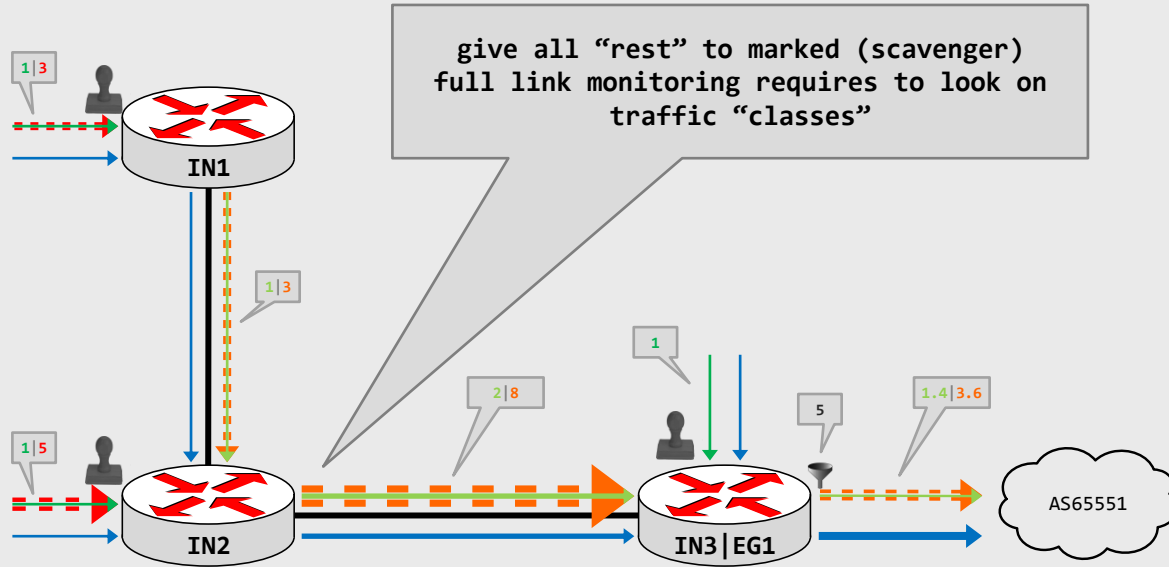 give all “rest” to marked (scavenger)
full link monitoring requires to look on
traffic “classes”
1|3
IN1
1|3
1
2|8
5
1.4|3.6
1|5
IN2
IN3|EG1
AS65551